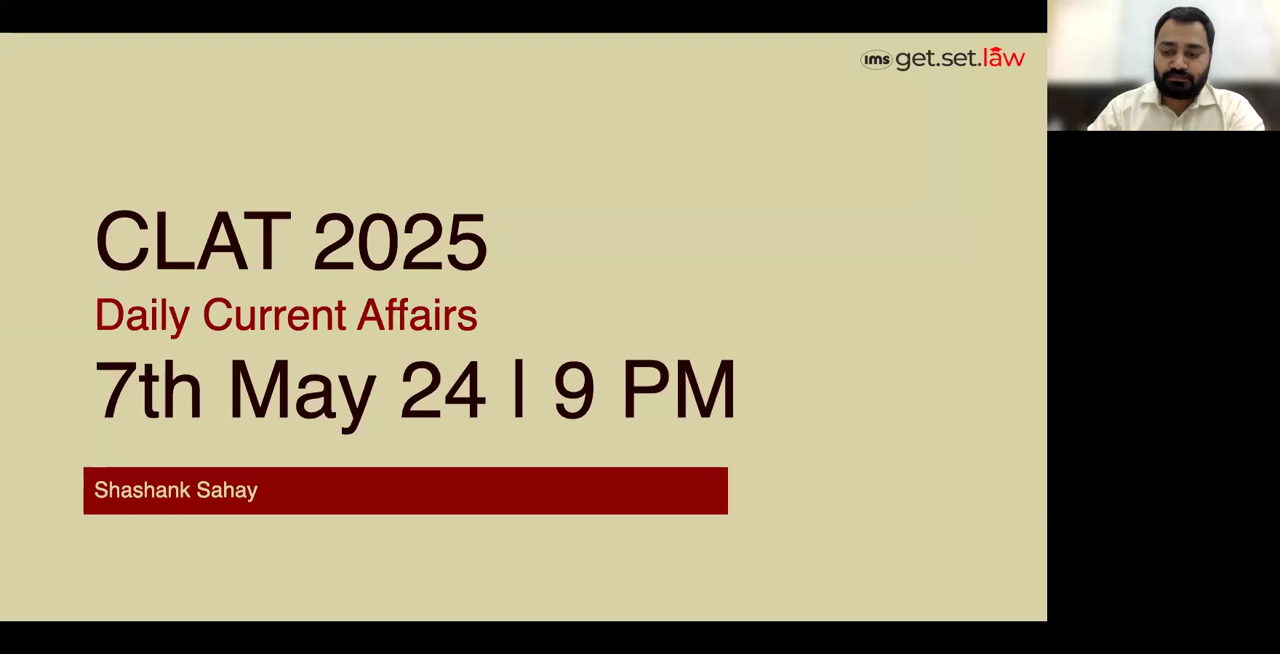 ims get.set.law
CLAT 2025
Daily Current Affairs
7th May 24 | 9 PM
Shashank Sahay